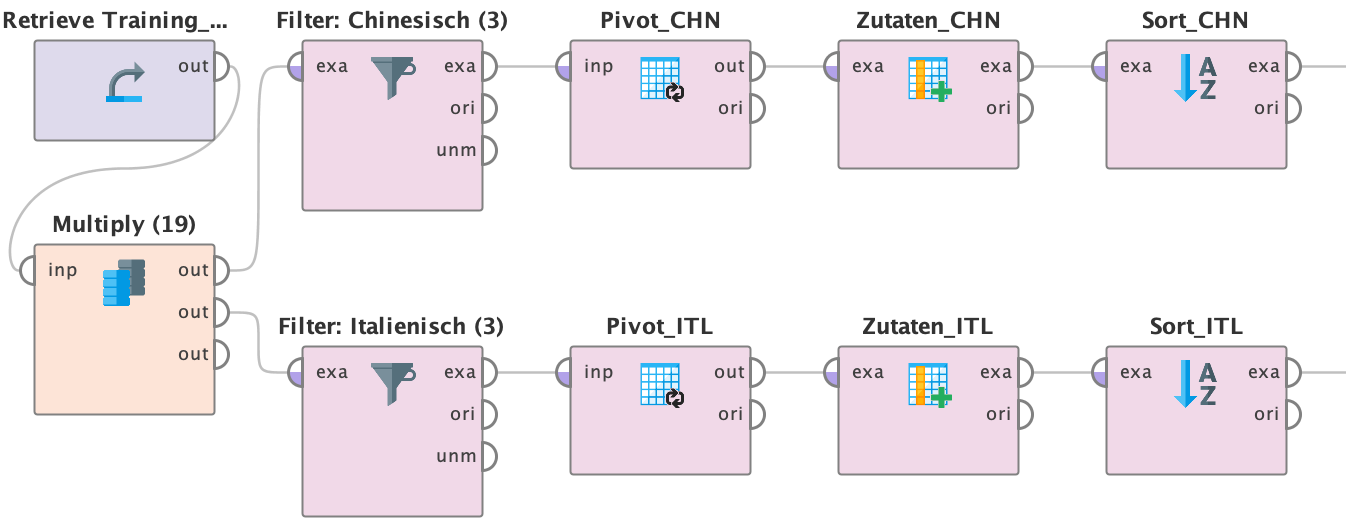 Retrieve Training_...
out
Filter: Chinesisch (3)
exa
exa
ori
unm
Pivot_CHN
inp
out
ori
Zutaten_CHN
exa
exa
ori
Sort_CHN
exa
exa
ori
A
Z
Multiply (19)
inp
out
out
out
Filter: Italienisch (3)
exa
exa
ori
unm
Pivot_ITL
inp
out
ori
Zutaten_ITL
exa
exa
ori
Sort_ITL
exa
exa
ori
A
Z